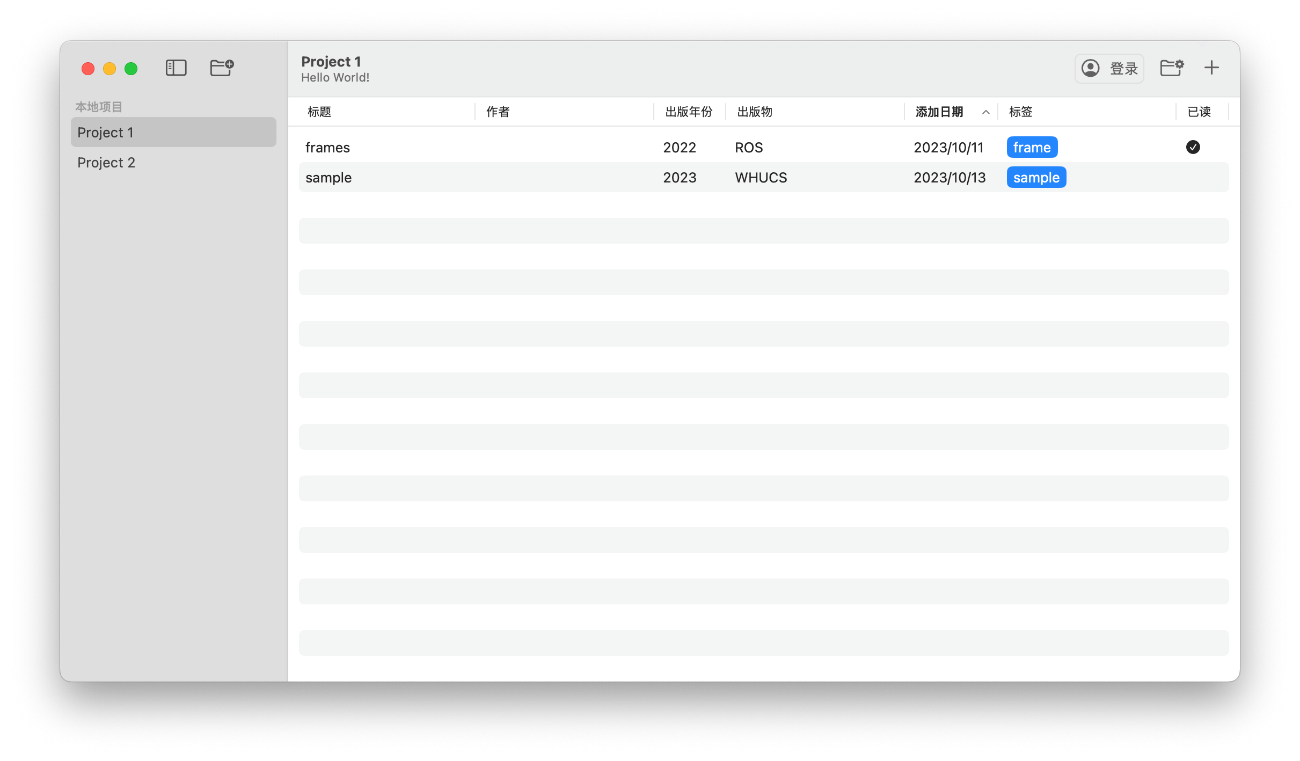 Project 1
Hello World!
登录
本地项目
Project 1
Project 2
标题 作者 出版年份 出版物 添加日期 标签 已读
frames 2022 ROS 2023/10/11 frame
sample 2023 WHUCS 2023/10/13 sample